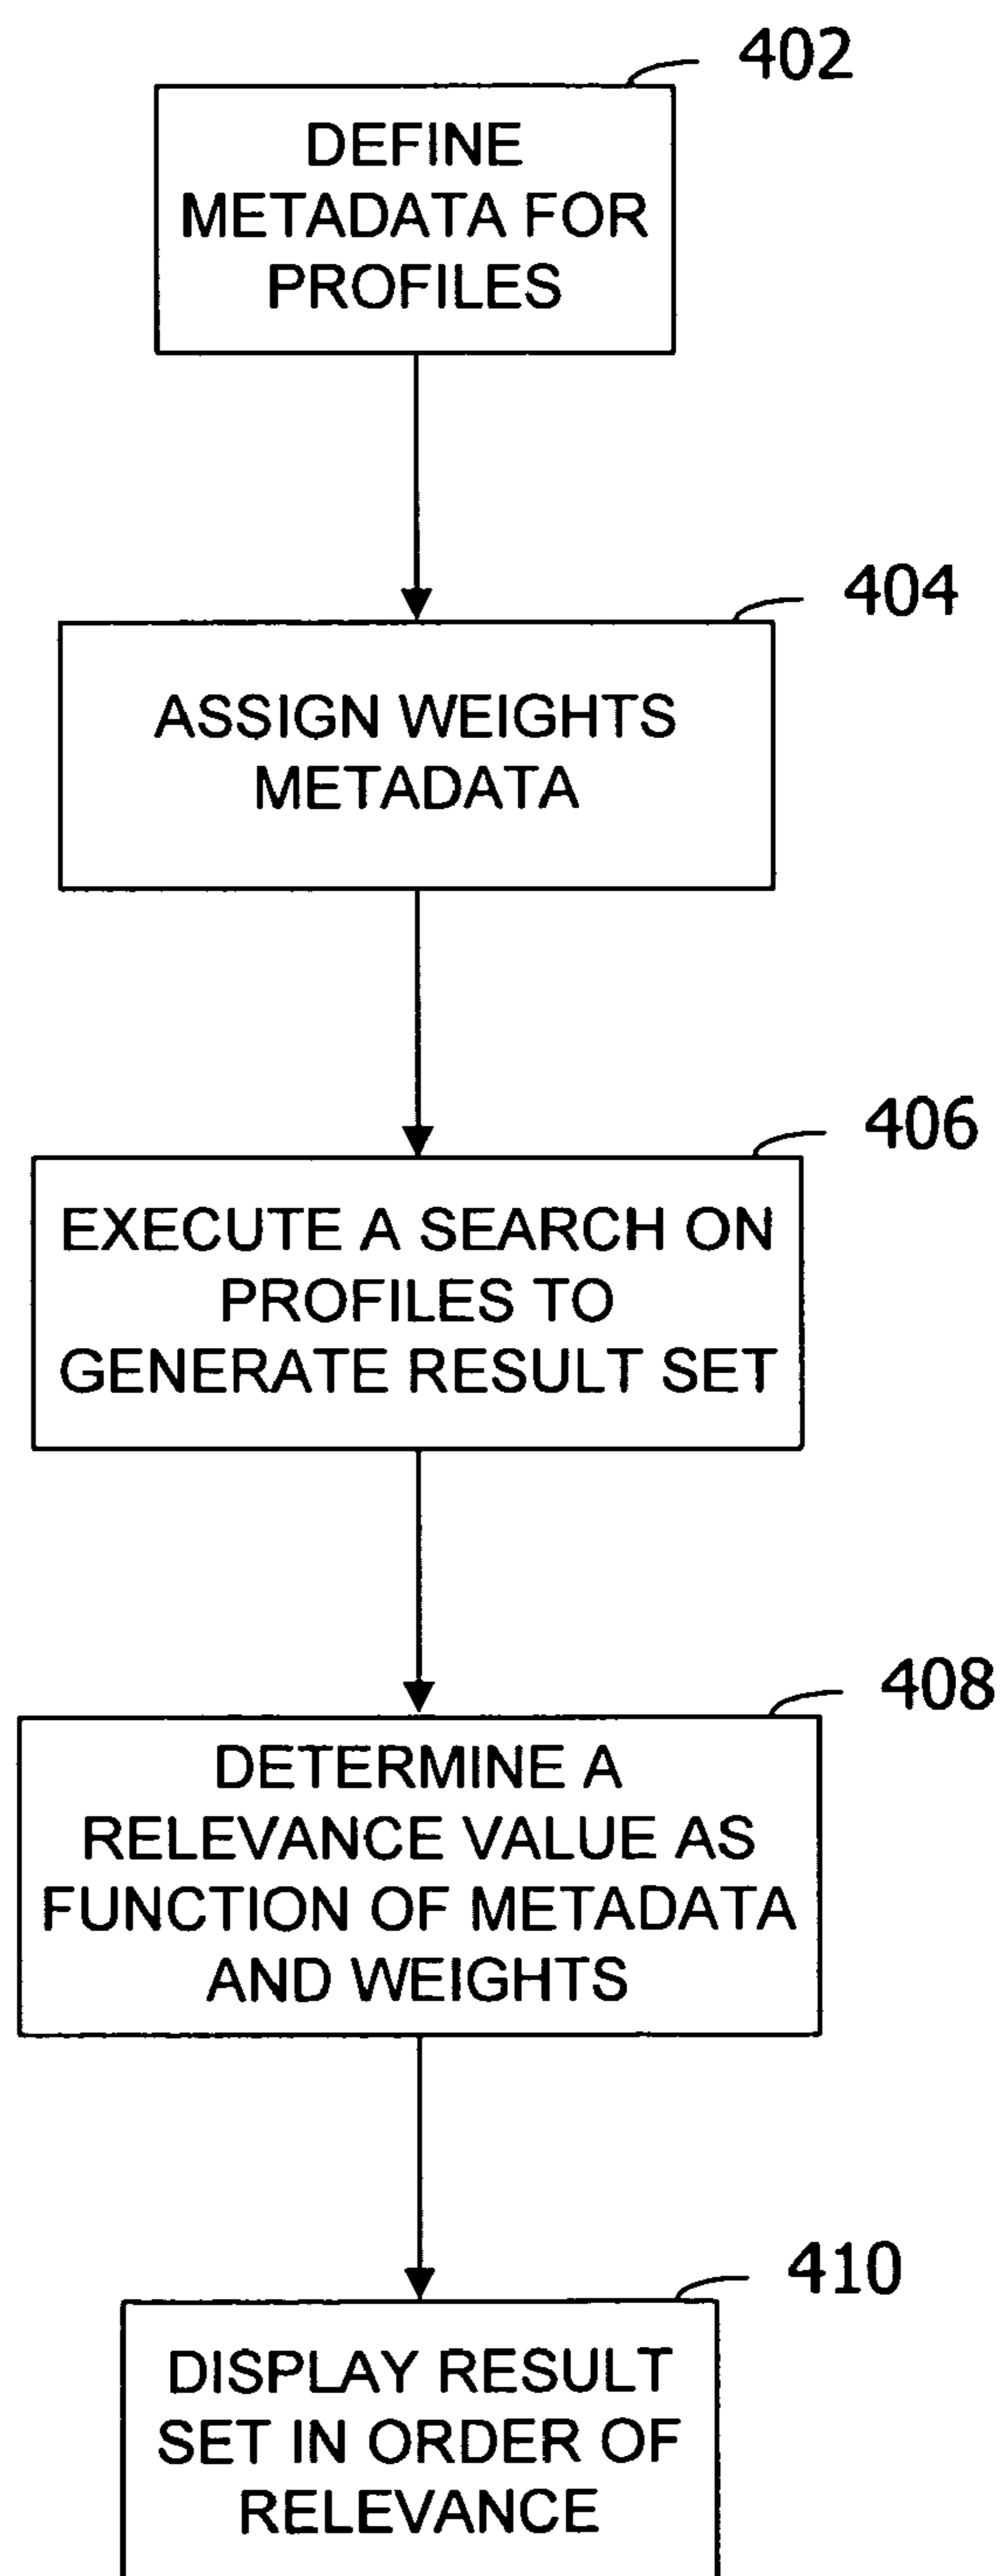 402
DEFINE
METADATA FOR
PROFILES
404
ASSIGN WEIGHTS
METADATA
406
EXECUTE A SEARCH ON
PROFILES TO
GENERATE RESULT SET
408
DETERMINE A
RELEVANCE VALUE AS
FUNCTION OF METADATA
AND WEIGHTS
410
DISPLAY RESULT
SET IN ORDER OF
RELEVANCE